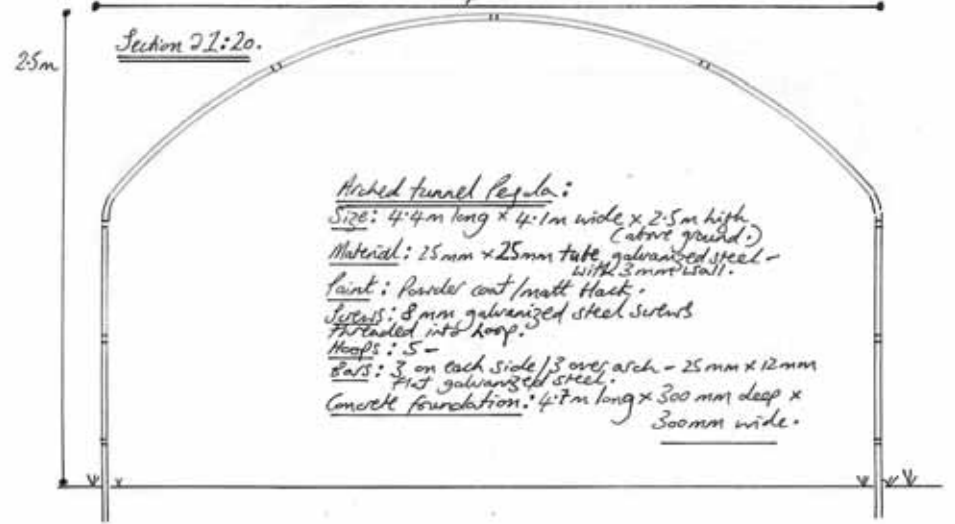 2.5m
Section 21:20.
Arched tunnel Pegola:
Size: 4.4m long x 4.1m wide x 2.5m high
(above ground.)
Material: 25mm x 25mm tube, galvanized steel -
with 3mm wall.
Paint: Powder coat/matt black.
Screws: 8mm galvanized steel screws
threaded into hoop.
Hoops: 5 -
Bars: 3 on each side/3 over arch - 25mm x 12mm
Flat galvanized steel.
Concrete foundation: 4.7m long x 300mm deep x
300mm wide.